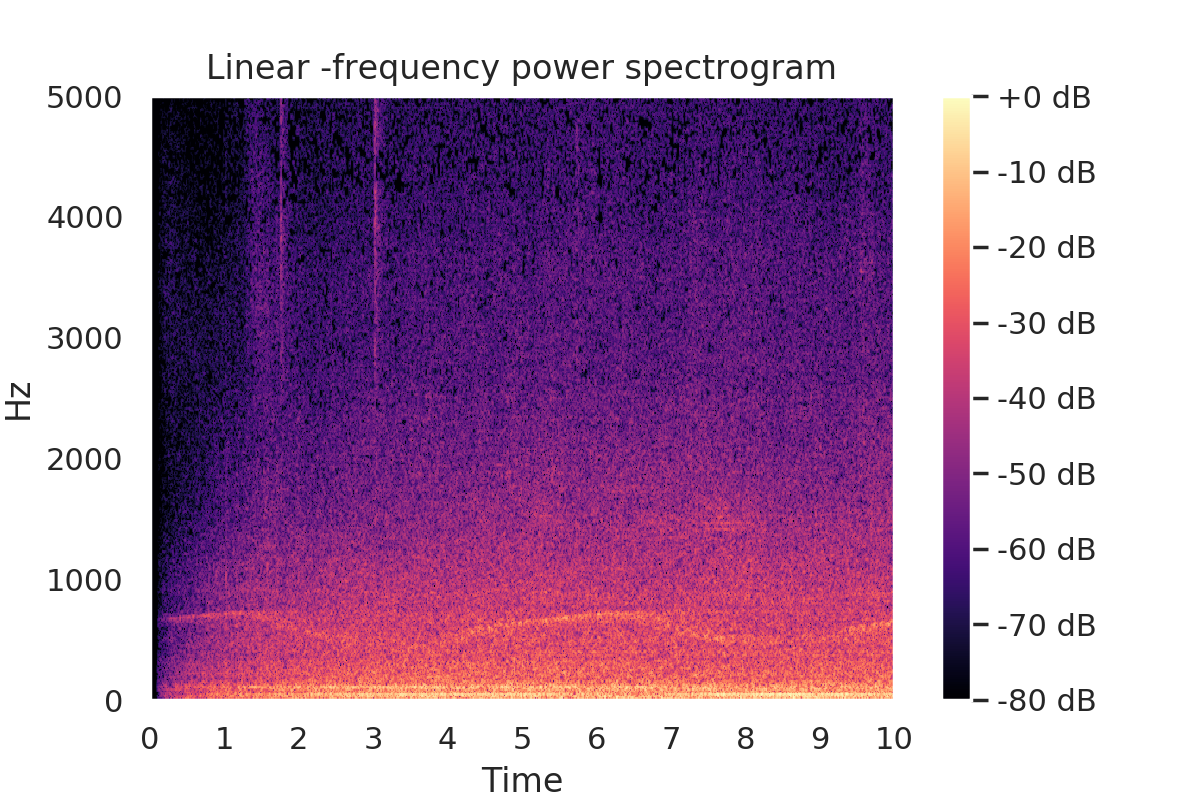 Linear -frequency power spectrogram
5000
4000
3000
2000
1000
0
Hz
0 1 2 3 4 5 6 7 8 9 10
Time
+0 dB
-10 dB
-20 dB
-30 dB
-40 dB
-50 dB
-60 dB
-70 dB
-80 dB